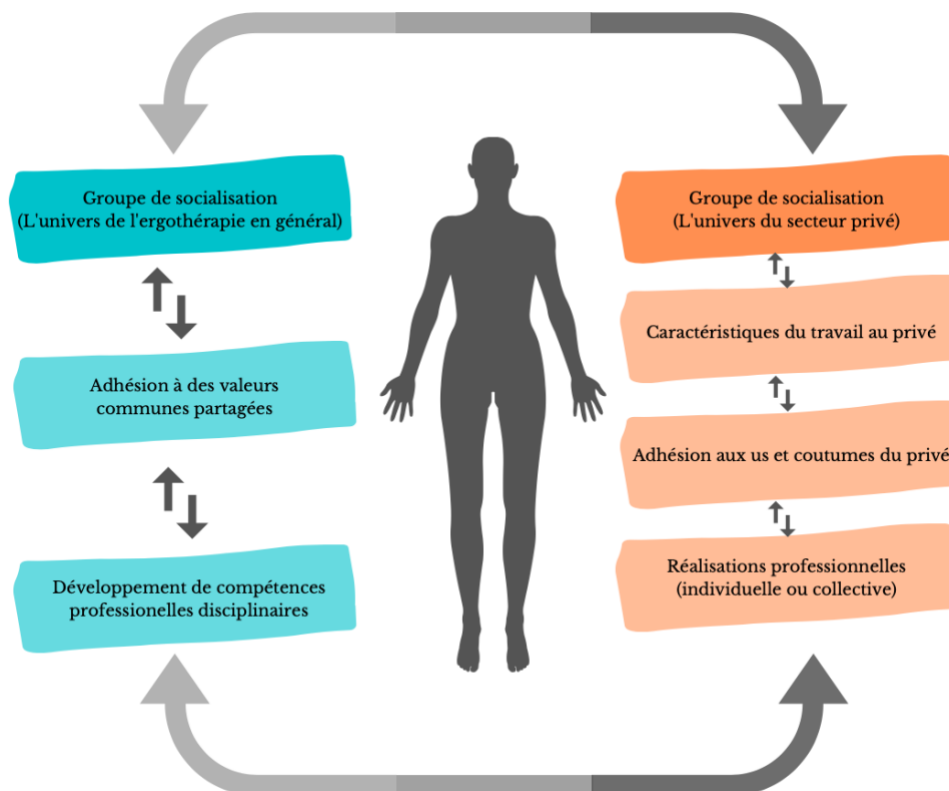 Groupe de socialisation
(L'univers de l'ergothérapie en général)
Adhésion à des valeurs
communes partagées
Développement de compétences
professionelles disciplinaires
Groupe de socialisation
(L'univers du secteur privé)
Caractéristiques du travail au privé
Adhésion aux us et coutumes du privé
Réalisations professionnelles
(individuelle ou collective)